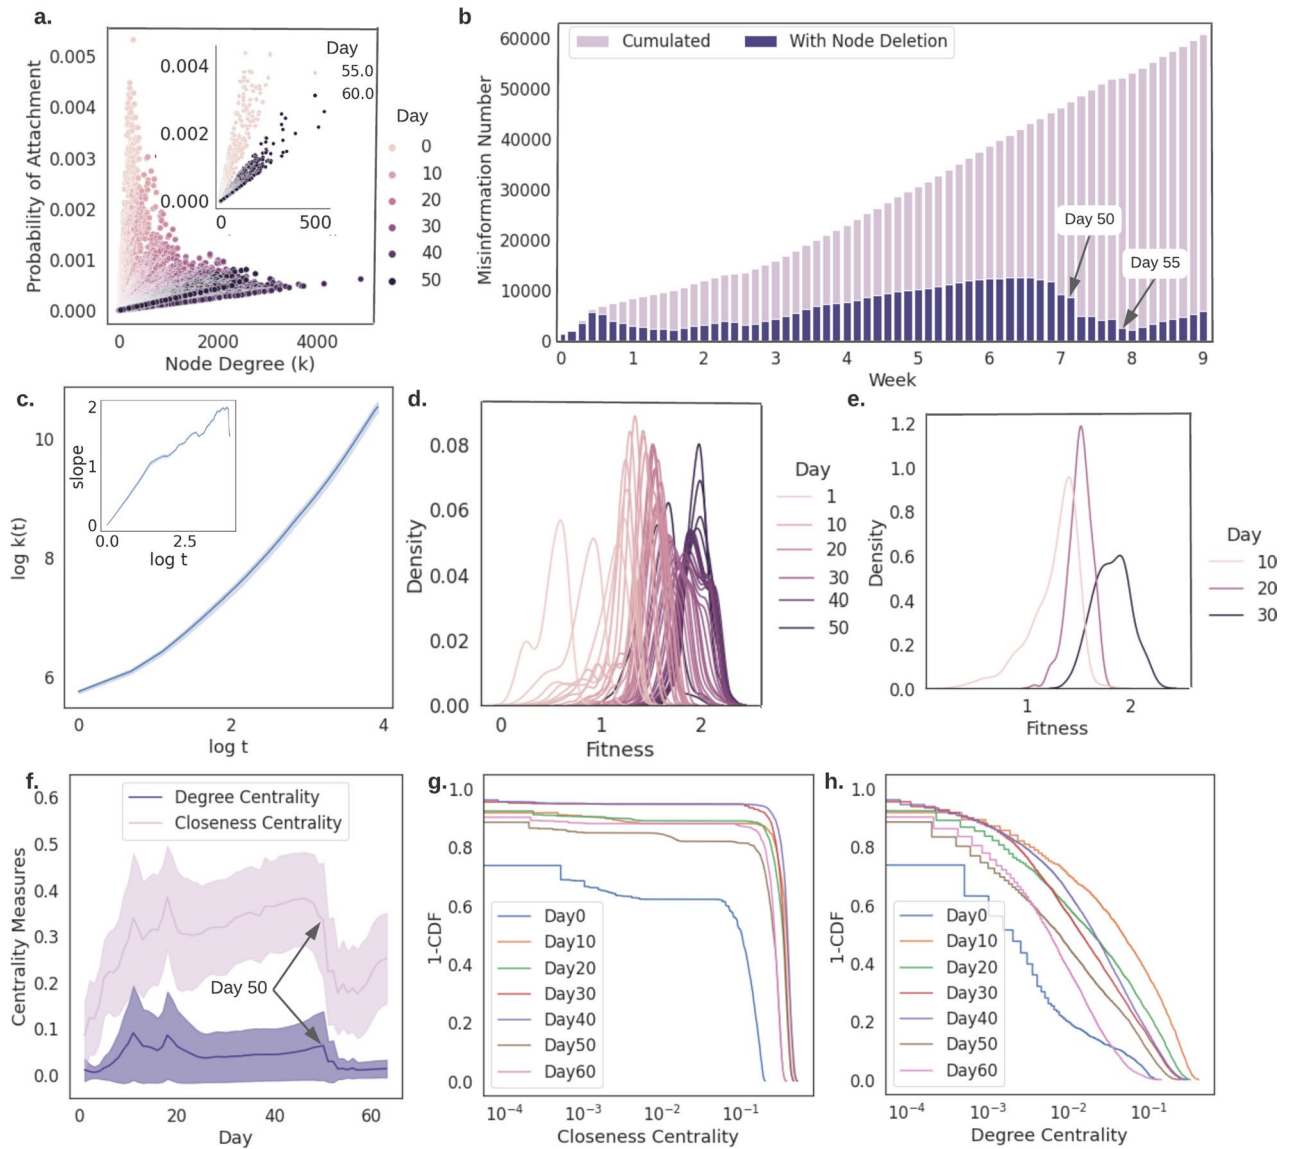 a.
Probability of Attachment
0.005
0.004
0.003
0.002
0.001
0.000
0
2000
4000
Node Degree (k)
0.004
0.002
0.000
0
500
Day
55.0
60.0
Day
0
10
20
30
40
50
b
Misinformation Number
60000
50000
40000
30000
20000
10000
0
Cumulated
With Node Deletion
Day 50
Day 55
0 1 2 3 4 5 6 7 8 9
Week
c.
log k(t)
10
8
6
slope
2
1
0
0.0
2.5
log t
0 2 4
log t
d.
Density
0.08
0.06
0.04
0.02
0.00
0 1 2
Fitness
Day
1
10
20
30
40
50
e.
Density
1.2
1.0
0.8
0.6
0.4
0.2
0.0
1 2
Fitness
Day
10
20
30
f.
Centrality Measures
0.6
0.5
0.4
0.3
0.2
0.1
0.0
Degree Centrality
Closeness Centrality
Day 50
0 20 40 60
Day
g.
1-CDF
1.0
0.8
0.6
0.4
0.2
0.0
Day0
Day10
Day20
Day30
Day40
Day50
Day60
10⁻⁴ 10⁻³ 10⁻² 10⁻¹
Closeness Centrality
h.
1-CDF
1.0
0.8
0.6
0.4
0.2
0.0
Day0
Day10
Day20
Day30
Day40
Day50
Day60
10⁻⁴ 10⁻³ 10⁻² 10⁻¹
Degree Centrality